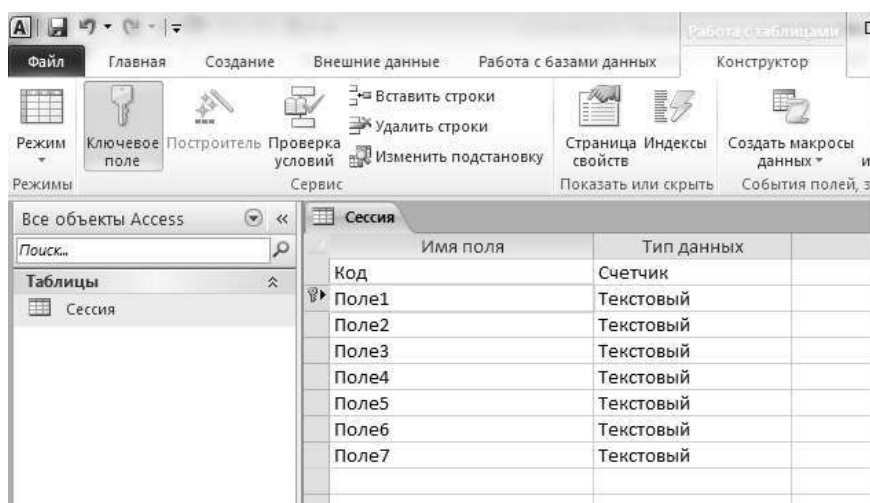 A
Работа с таблицами
Файл Главная Создание Внешние данные Работа с базами данных Конструктор
Режим
Ключевое поле
Построитель
Проверка условий
Вставить строки
Удалить строки
Изменить подстановку
Страница свойств
Индексы
Создать макросы данных
Режимы Сервис Показать или скрыть События полей, з
Все объекты Access «
Поиск...
Таблицы
Сессия
Сессия
Имя поля Тип данных
Код Счетчик
Поле1 Текстовый
Поле2 Текстовый
Поле3 Текстовый
Поле4 Текстовый
Поле5 Текстовый
Поле6 Текстовый
Поле7 Текстовый